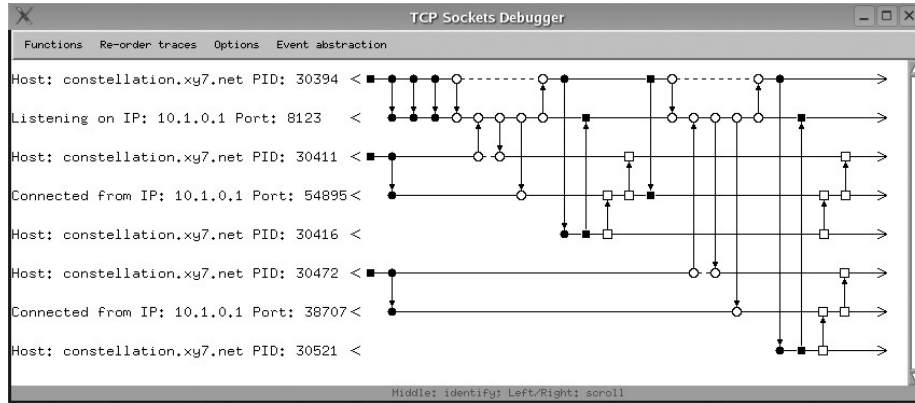 TCP Sockets Debugger
Functions Re-order traces Options Event abstraction
Host: constellation.xy7.net PID: 30394 <
Listening on IP: 10.1.0.1 Port: 8123 <
Host: constellation.xy7.net PID: 30411 <
Connected from IP: 10.1.0.1 Port: 54895<
Host: constellation.xy7.net PID: 30416 <
Host: constellation.xy7.net PID: 30472 <
Connected from IP: 10.1.0.1 Port: 38707<
Host: constellation.xy7.net PID: 30521 <
Middle: identify; Left/Right: scroll